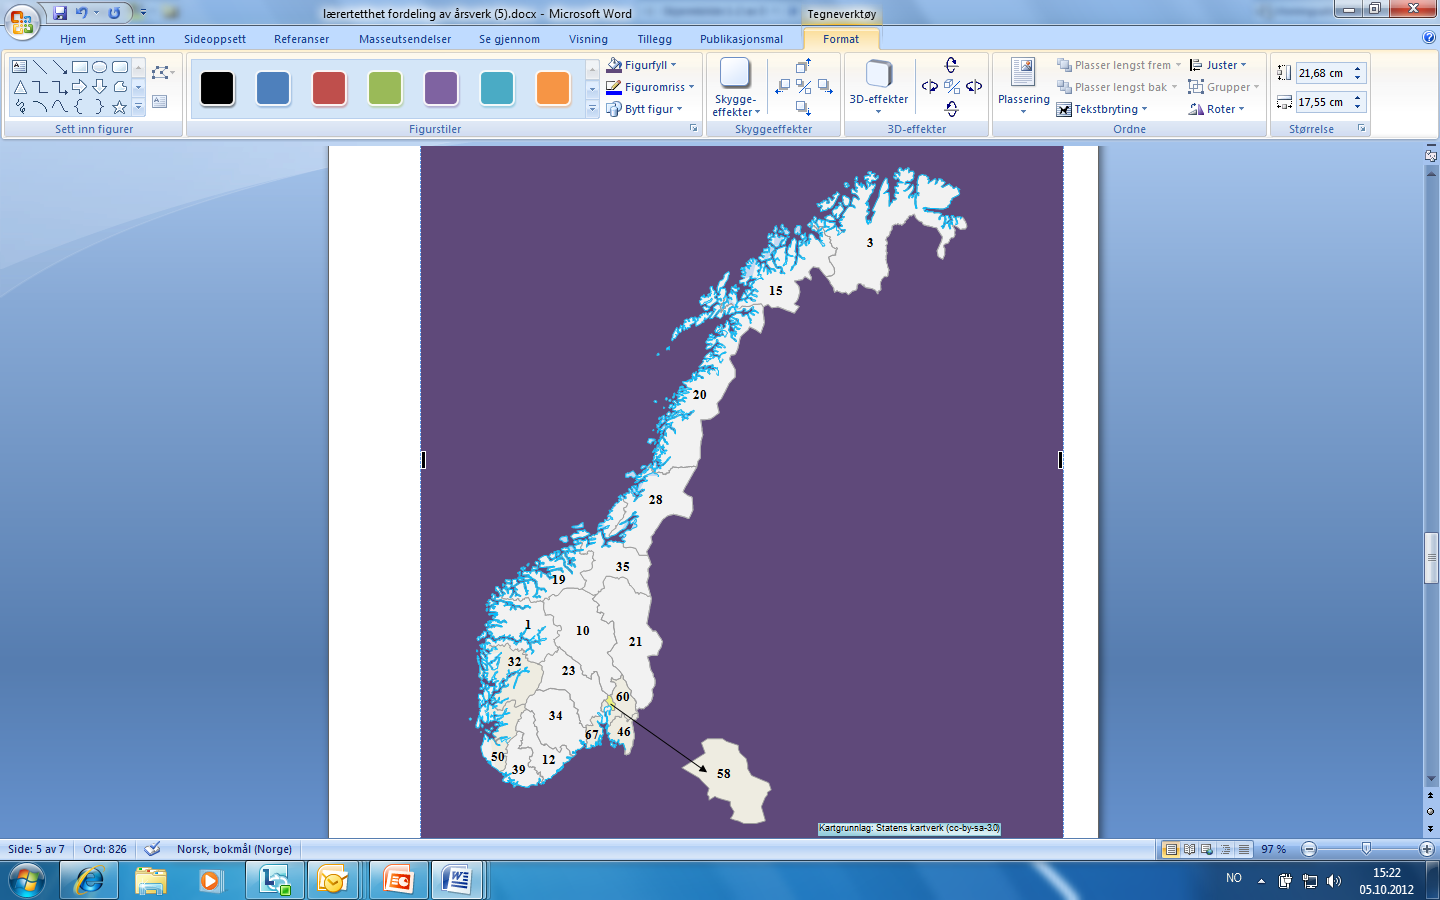 lærertetthet fordeling av årsverk (5).docx - Microsoft Word
Tegneverktøy
Hjem Sett inn Sideoppsett Referanser Masseutsendelser Se gjennom Visning Tillegg Publikasjonsmal Format
Sett inn figurer
Figurfyll
Figuromriss
Bytt figur
Figurstiler
Skygge-
effekter
Skyggeeffekter
3D-effekter
3D-effekter
Plassering
Plasser lengst frem
Plasser lengst bak
Tekstbryting
Juster
Grupper
Roter
Ordne
21,68 cm
17,55 cm
Størrelse
3
15
20
28
35
19
1
10
21
32
23
60
34
67
46
50
39
12
58
Kartgrunnlag: Statens kartverk (cc-by-sa-3.0)
Side: 5 av 7 Ord: 826 Norsk, bokmål (Norge) 97 %
NO
15:22
05.10.2012